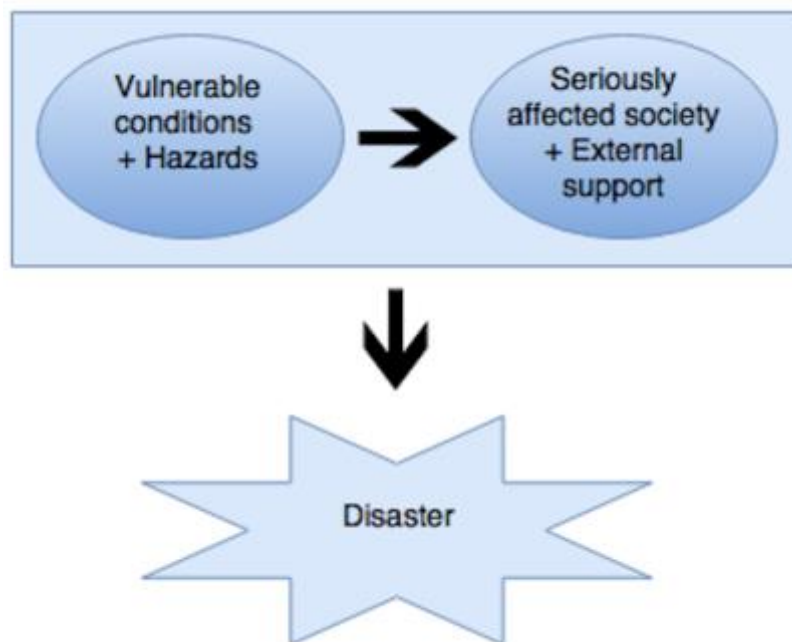 Vulnerable
conditions
+ Hazards
Seriously
affected society
+ External
support
Disaster